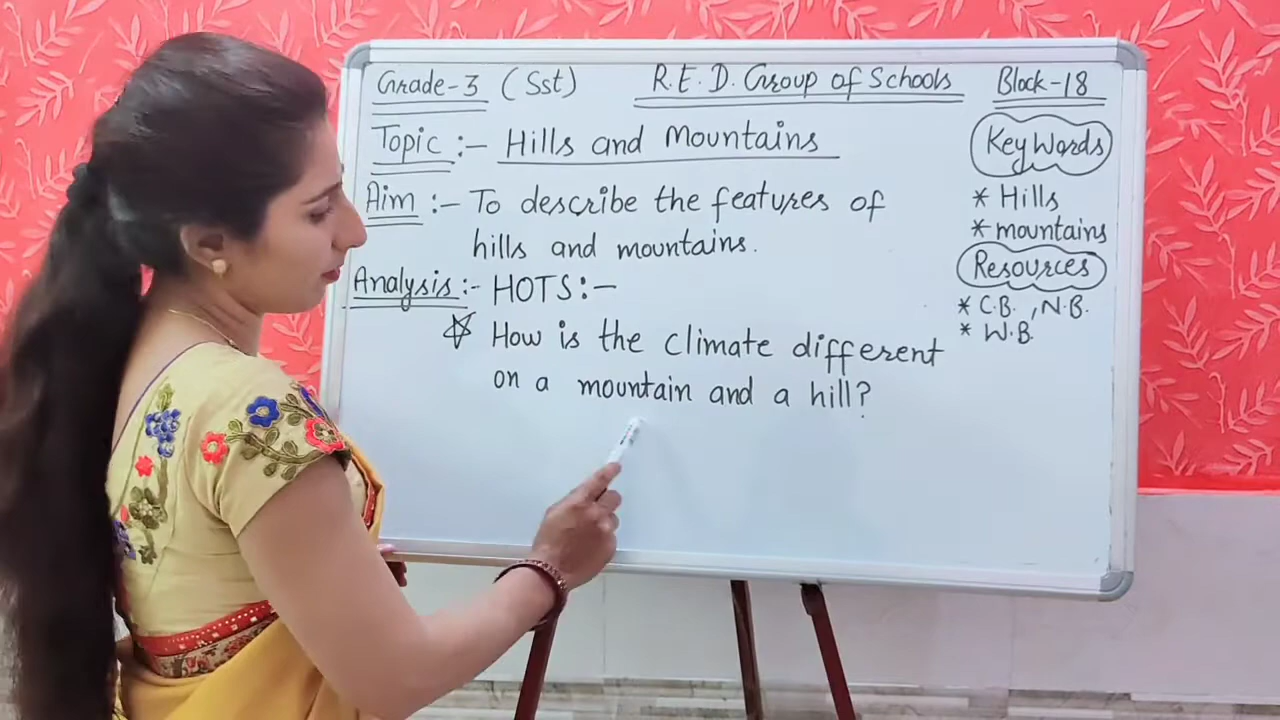 Grade-3 (Sst) R.E.D. Group of Schools Block-18
Topic :- Hills and Mountains
Aim :- To describe the features of
hills and mountains.
Analysis :- HOTS :-
☆ How is the climate different
on a mountain and a hill?
Key Words
* Hills
* mountains
Resources
* C.B., N.B.
* W.B.